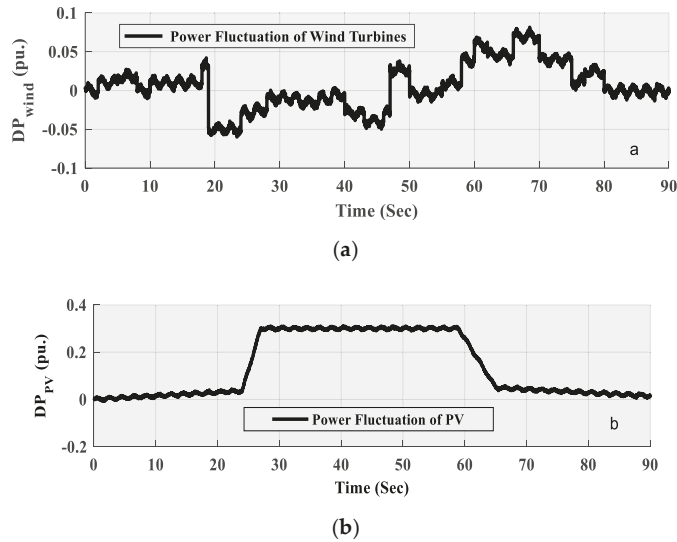 0.1
0.05
0
-0.05
-0.1
DPwind (pu.)
Power Fluctuation of Wind Turbines
a
0 10 20 30 40 50 60 70 80 90
Time (Sec)
(a)
0.4
0.2
0
-0.2
DPPV (pu.)
Power Fluctuation of PV
b
0 10 20 30 40 50 60 70 80 90
Time (Sec)
(b)